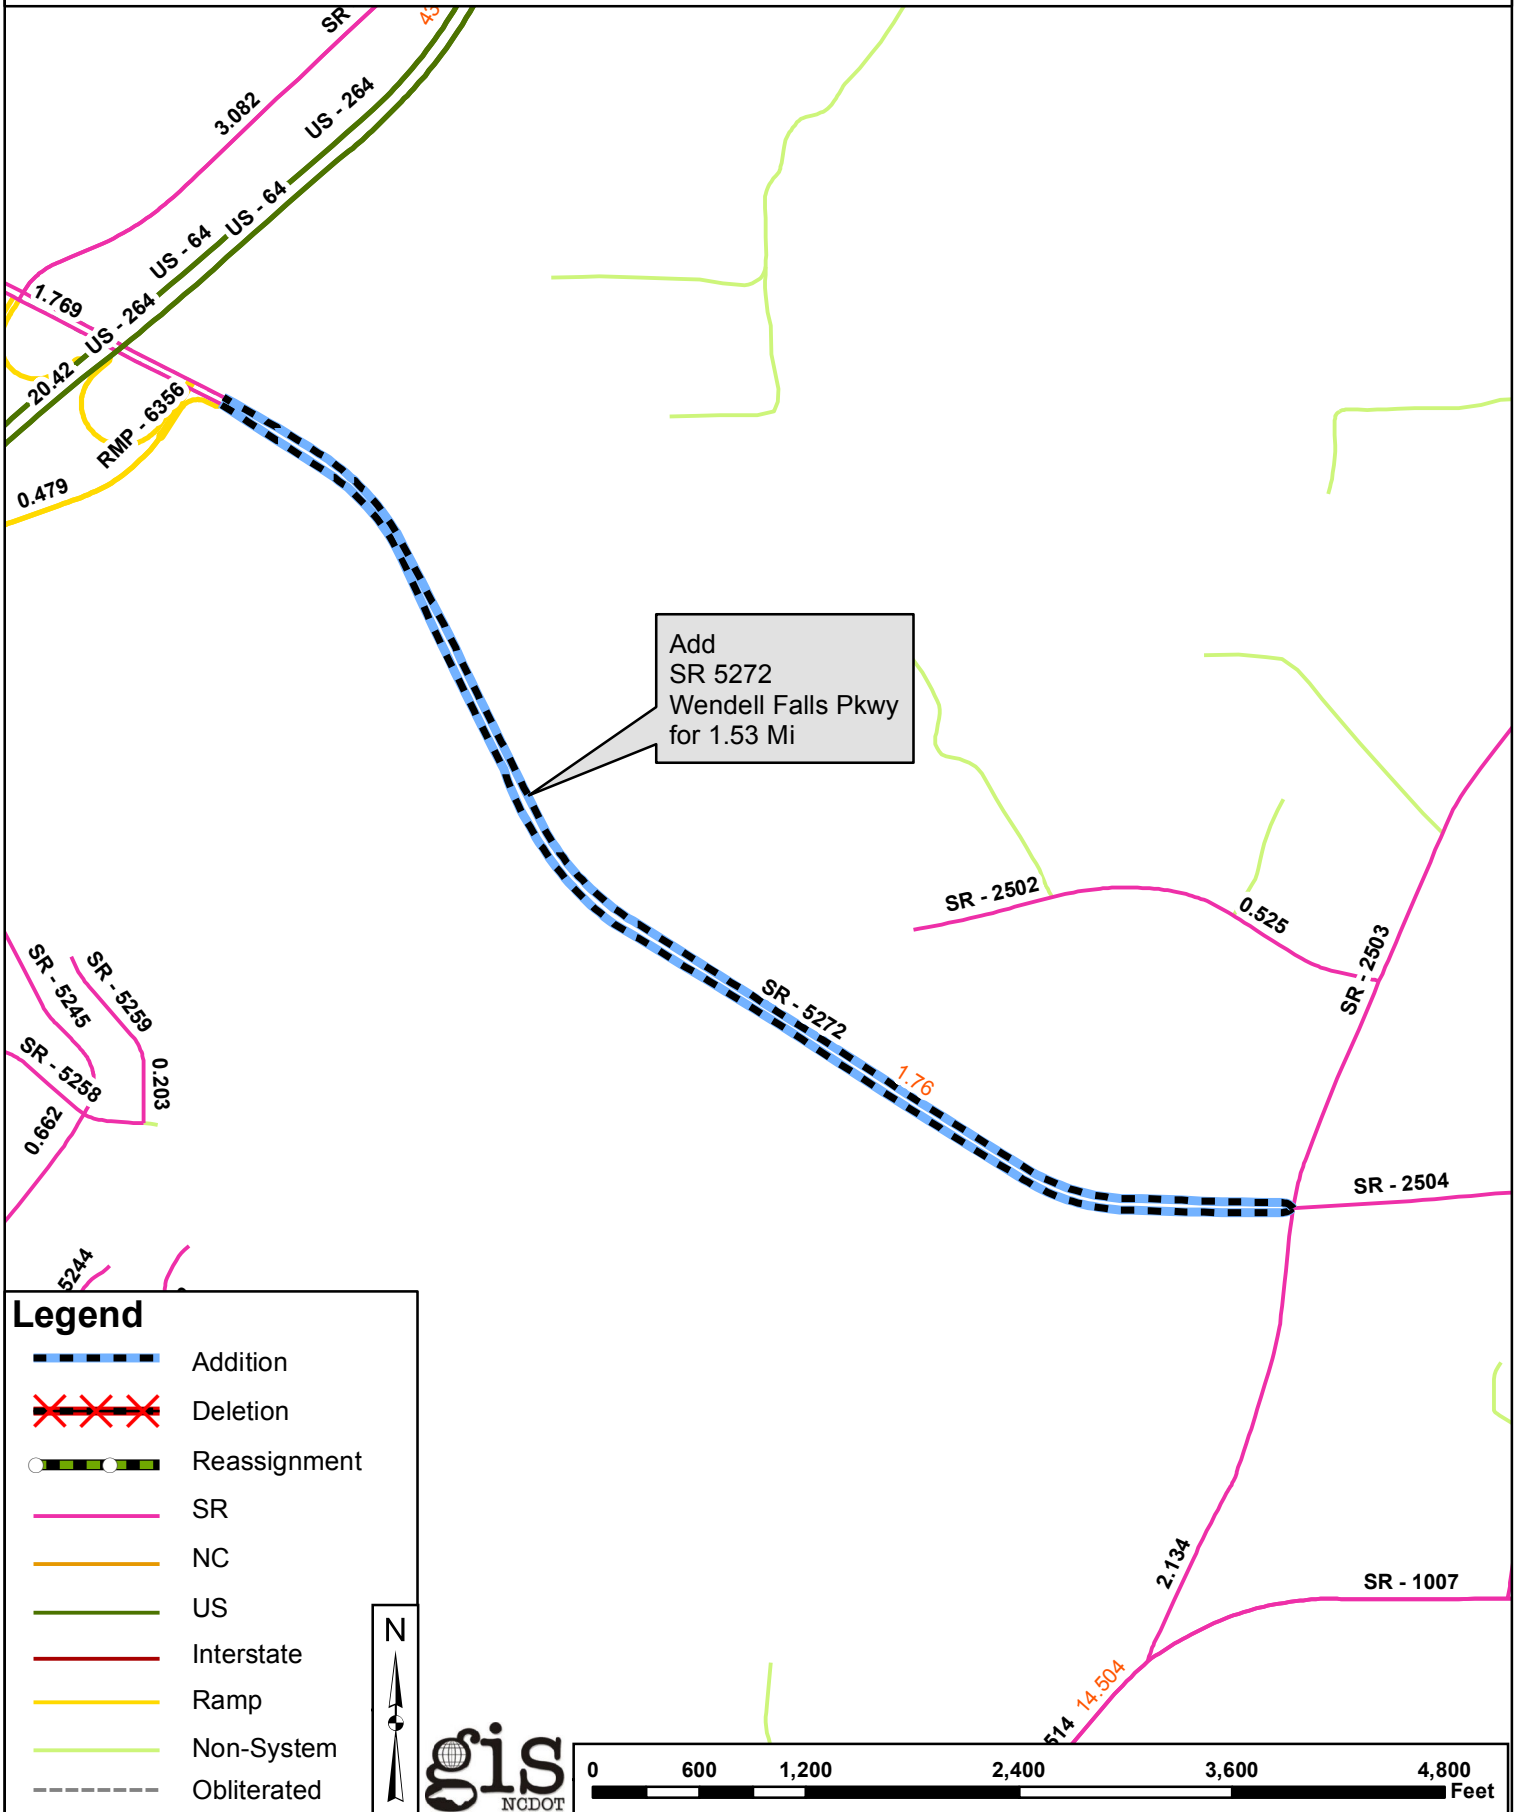 SR
43
3.082
US - 264
US - 64
US - 64
1.769
US - 264
20.42
RMP - 6356
0.479
Add
SR 5272
Wendell Falls Pkwy
for 1.53 Mi
SR - 2502
0.525
SR - 2503
SR - 5245
SR - 5259
SR - 5258
0.203
0.662
SR - 5272
1.76
SR - 2504
5244
2.134
SR - 1007
14.504
514
Legend
Addition
Deletion
Reassignment
SR
NC
US
Interstate
Ramp
Non-System
Obliterated
N
gis
NCDOT
0 600 1,200 2,400 3,600 4,800
Feet